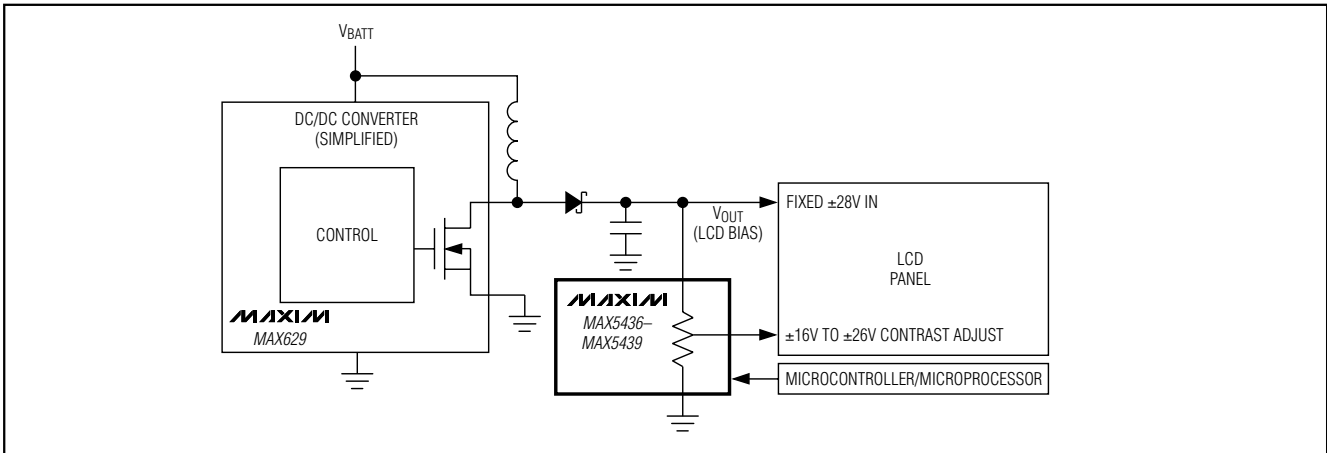 VBATT
DC/DC CONVERTER
(SIMPLIFIED)
CONTROL
MAXIM
MAX629
VOUT
(LCD BIAS)
MAXIM
MAX5436–
MAX5439
FIXED ±28V IN
LCD
PANEL
±16V TO ±26V CONTRAST ADJUST
MICROCONTROLLER/MICROPROCESSOR